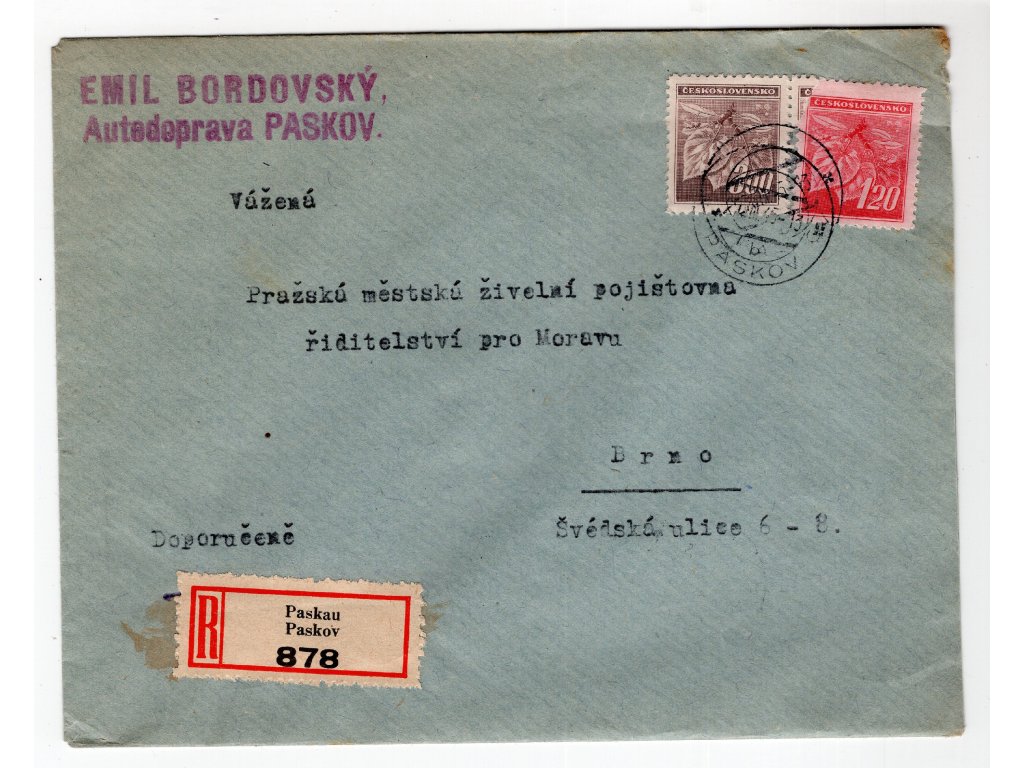 EMIL BORDOVSKÝ,
Autodoprava PASKOV.
ČESKOSLOVENSKO
ČESKOSLOVENSKO
1.20
PASKOV
Vážená
Pražská městská živelní pojišťovna
řiditelství pro Moravu
Brno
Švédská ulice 6 - 8.
Doporučeně
R
Paskau
Paskov
878